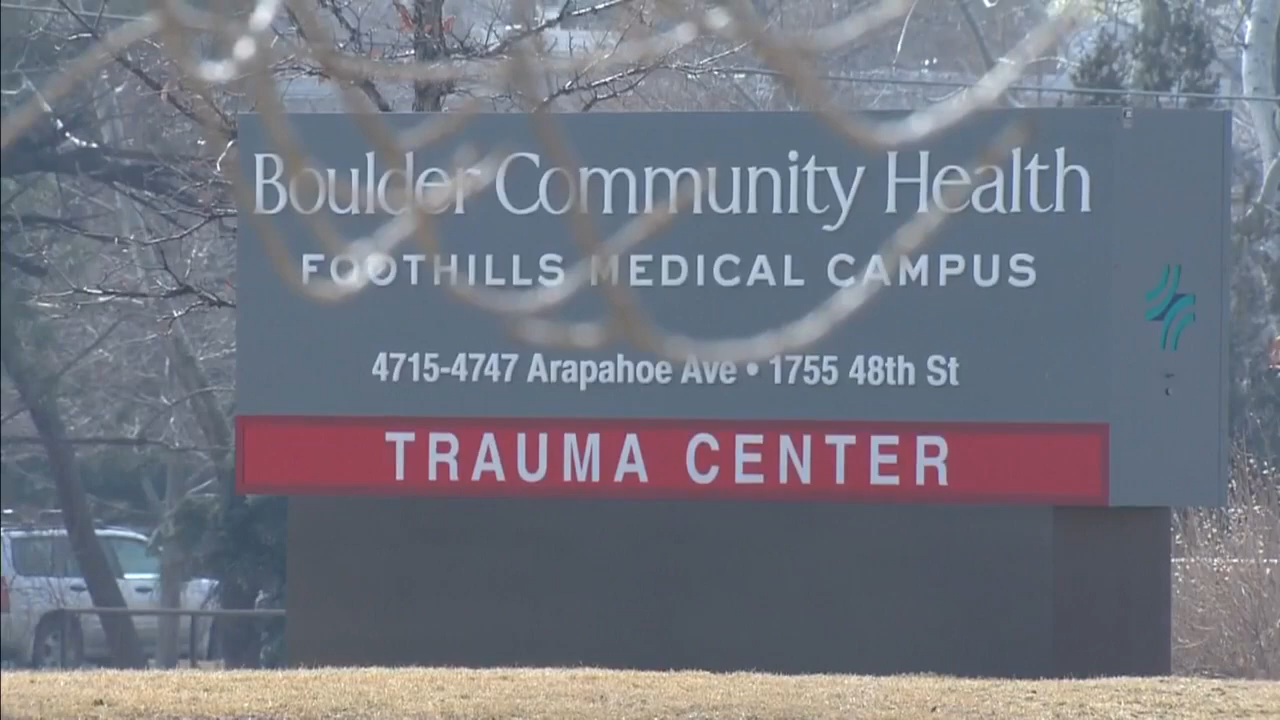 Boulder Community Health
FOOTHILLS MEDICAL CAMPUS
4715-4747 Arapahoe Ave • 1755 48th St
TRAUMA CENTER